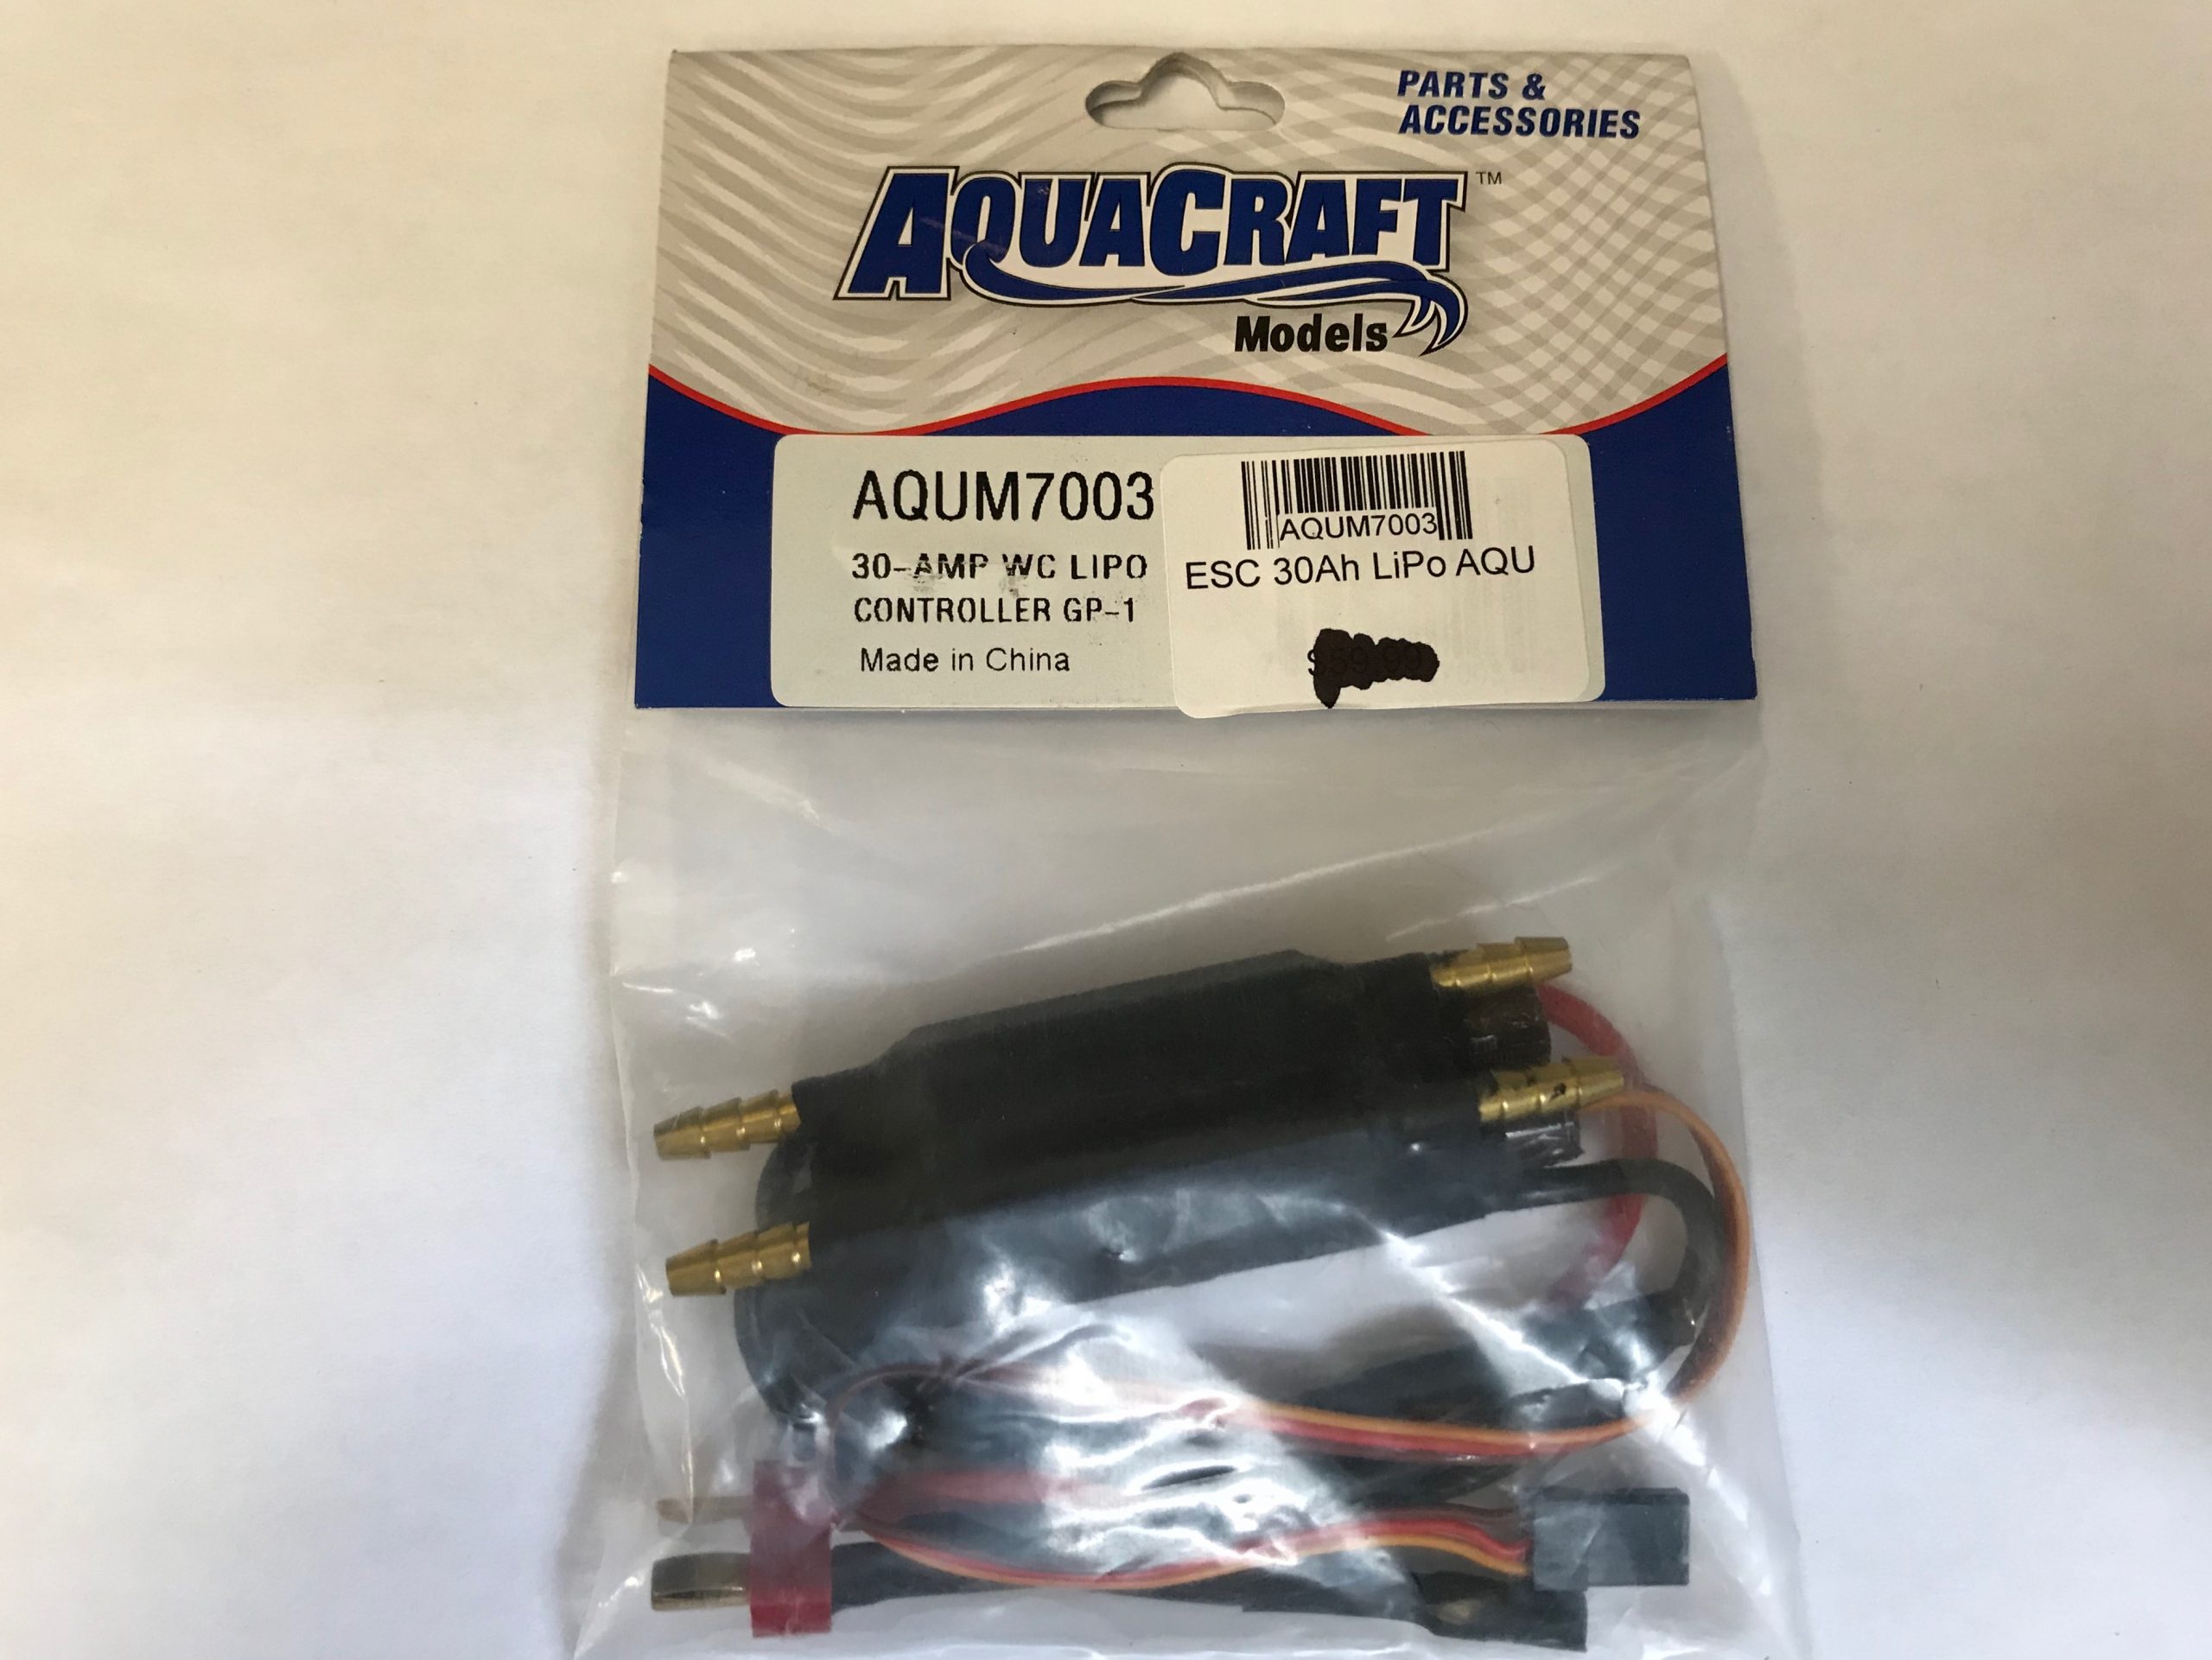 PARTS &
ACCESSORIES
AQUACRAFT™
Models
AQUM7003
30-AMP WC LIPO
CONTROLLER GP-1
Made in China
AQUM7003
ESC 30Ah LiPo AQU